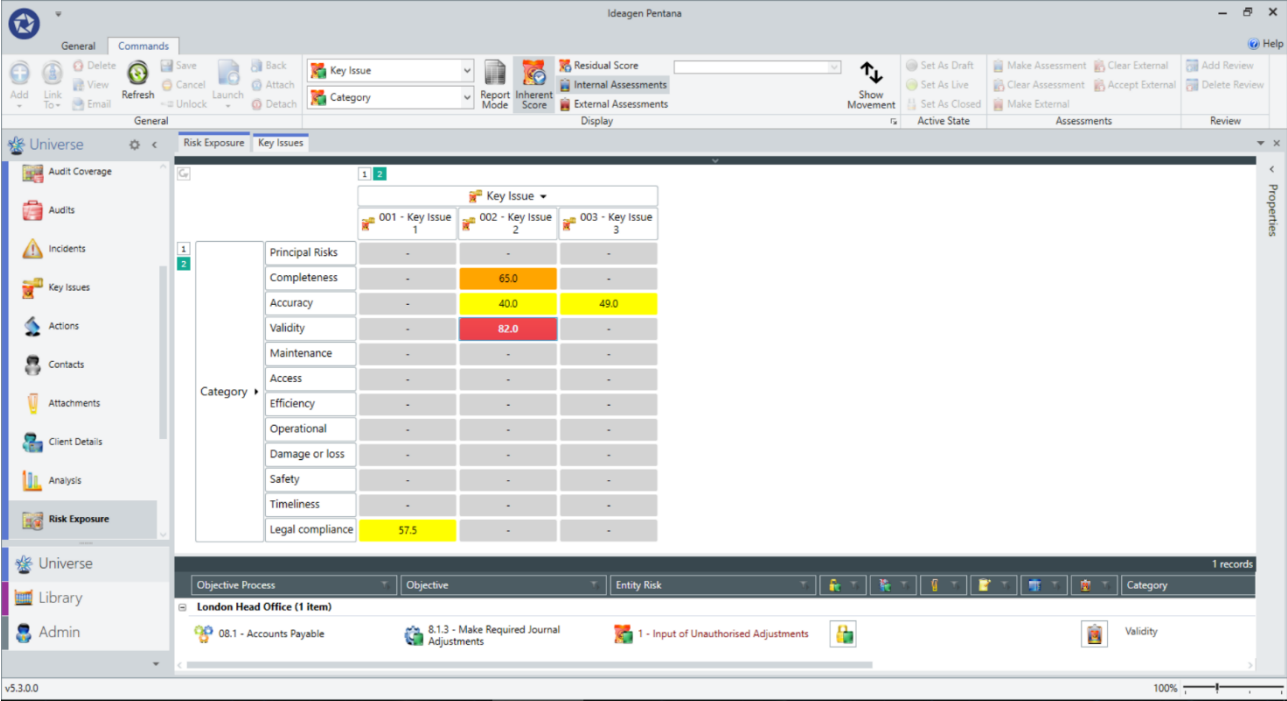 Ideagen Pentana
General Commands
Help
Add
Link To
Delete
View
Email
Refresh
Save
Cancel
Unlock
Launch
Back
Attach
Detach
General
Key Issue
Category
Report Mode
Inherent Score
Residual Score
Internal Assessments
External Assessments
Show Movement
Display
Set As Draft
Set As Live
Set As Closed
Active State
Make Assessment
Clear External
Clear Assessment
Accept External
Make External
Assessments
Add Review
Delete Review
Review
Universe
Audit Coverage
Audits
Incidents
Key Issues
Actions
Contacts
Attachments
Client Details
Analysis
Risk Exposure
Universe
Library
Admin
Risk Exposure Key Issues
Properties
1 2
Key Issue
001 - Key Issue 1
002 - Key Issue 2
003 - Key Issue 3
1
2
Category
Principal Risks - - -
Completeness - 65.0 -
Accuracy - 40.0 49.0
Validity - 82.0 -
Maintenance - - -
Access - - -
Efficiency - - -
Operational - - -
Damage or loss - - -
Safety - - -
Timeliness - - -
Legal compliance 57.5 - -
1 records
Objective Process Objective Entity Risk Category
London Head Office (1 item)
08.1 - Accounts Payable
8.1.3 - Make Required Journal
Adjustments
1 - Input of Unauthorised Adjustments
Validity
v5.3.0.0
100%